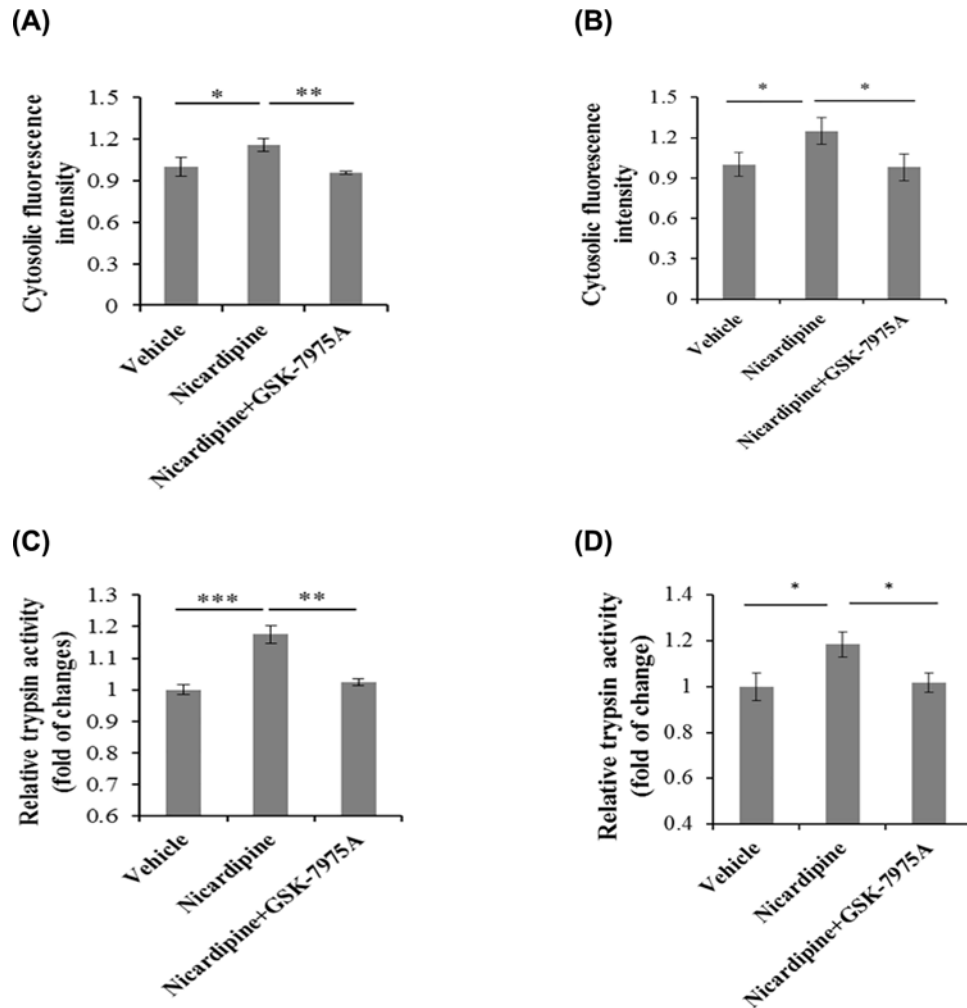 (A)
Cytosolic fluorescence
intensity
1.5
1.2
0.9
0.6
0.3
0
*
**
Vehicle
Nicardipine
Nicardipine+GSK-7975A
(B)
Cytosolic fluorescence
intensity
1.5
1.2
0.9
0.6
0.3
0
*
*
Vehicle
Nicardipine
Nicardipine+GSK-7975A
(C)
Relative trypsin activity
(fold of changes)
1.3
1.2
1.1
1
0.9
0.8
0.7
0.6
***
**
Vehicle
Nicardipine
Nicardipine+GSK-7975A
(D)
Relative trypsin activity
(fold of change)
1.4
1.2
1
0.8
0.6
0.4
*
*
Vehicle
Nicardipine
Nicardipine+GSK-7975A